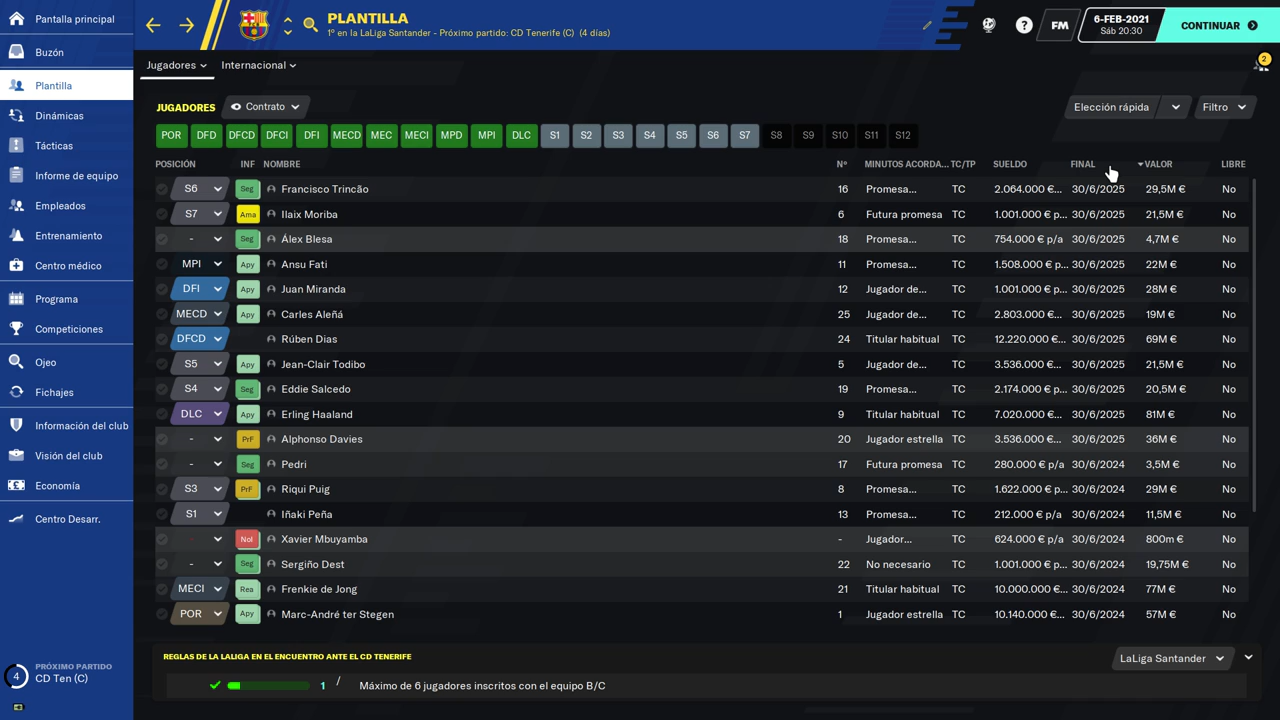 Pantalla principal
Buzón
Plantilla
Dinámicas
Tácticas
Informe de equipo
Empleados
Entrenamiento
Centro médico
Programa
Competiciones
Ojeo
Fichajes
Información del club
Visión del club
Economía
Centro Desarr.
4 PRÓXIMO PARTIDO
CD Ten (C)
PLANTILLA
1º en la LaLiga Santander - Próximo partido: CD Tenerife (C) (4 días)
? FM 6-FEB-2021 Sáb 20:30 CONTINUAR
Jugadores Internacional 2
JUGADORES Contrato Elección rápida Filtro
POR DFD DFCD DFCI DFI MECD MEC MECI MPD MPI DLC S1 S2 S3 S4 S5 S6 S7 S8 S9 S10 S11 S12
POSICIÓN INF NOMBRE Nº MINUTOS ACORDA... TC/TP SUELDO FINAL VALOR LIBRE
S6 Seg Francisco Trincão 16 Promesa... TC 2.064.000 €... 30/6/2025 29,5M € No
S7 Ama Ilaix Moriba 6 Futura promesa TC 1.001.000 € p... 30/6/2025 21,5M € No
- Seg Álex Blesa 18 Promesa... TC 754.000 € p/a 30/6/2025 4,7M € No
MPI Apy Ansu Fati 11 Promesa... TC 1.508.000 € p... 30/6/2025 22M € No
DFI Apy Juan Miranda 12 Jugador de... TC 1.001.000 € p... 30/6/2025 28M € No
MECD Apy Carles Aleñá 25 Jugador de... TC 2.803.000 €... 30/6/2025 19M € No
DFCD Rúben Dias 24 Titular habitual TC 12.220.000 €... 30/6/2025 69M € No
S5 Apy Jean-Clair Todibo 5 Jugador de... TC 3.536.000 €... 30/6/2025 21,5M € No
S4 Seg Eddie Salcedo 19 Promesa... TC 2.174.000 €... 30/6/2025 20,5M € No
DLC Apy Erling Haaland 9 Titular habitual TC 7.020.000 €... 30/6/2025 81M € No
- PrF Alphonso Davies 20 Jugador estrella TC 3.536.000 €... 30/6/2025 36M € No
- Seg Pedri 17 Futura promesa TC 280.000 € p/a 30/6/2024 3,5M € No
S3 PrF Riqui Puig 8 Promesa... TC 1.622.000 € p... 30/6/2024 29M € No
S1 Iñaki Peña 13 Promesa... TC 212.000 € p/a 30/6/2024 11,5M € No
- Nol Xavier Mbuyamba - Jugador... TC 624.000 € p/a 30/6/2024 800m € No
- Seg Sergiño Dest 22 No necesario TC 1.001.000 € p... 30/6/2024 19,75M € No
MECI Rea Frenkie de Jong 21 Titular habitual TC 10.000.000 €... 30/6/2024 77M € No
POR Apy Marc-André ter Stegen 1 Jugador estrella TC 10.140.000 €... 30/6/2024 57M € No
REGLAS DE LA LALIGA EN EL ENCUENTRO ANTE EL CD TENERIFE LaLiga Santander
1 / Máximo de 6 jugadores inscritos con el equipo B/C